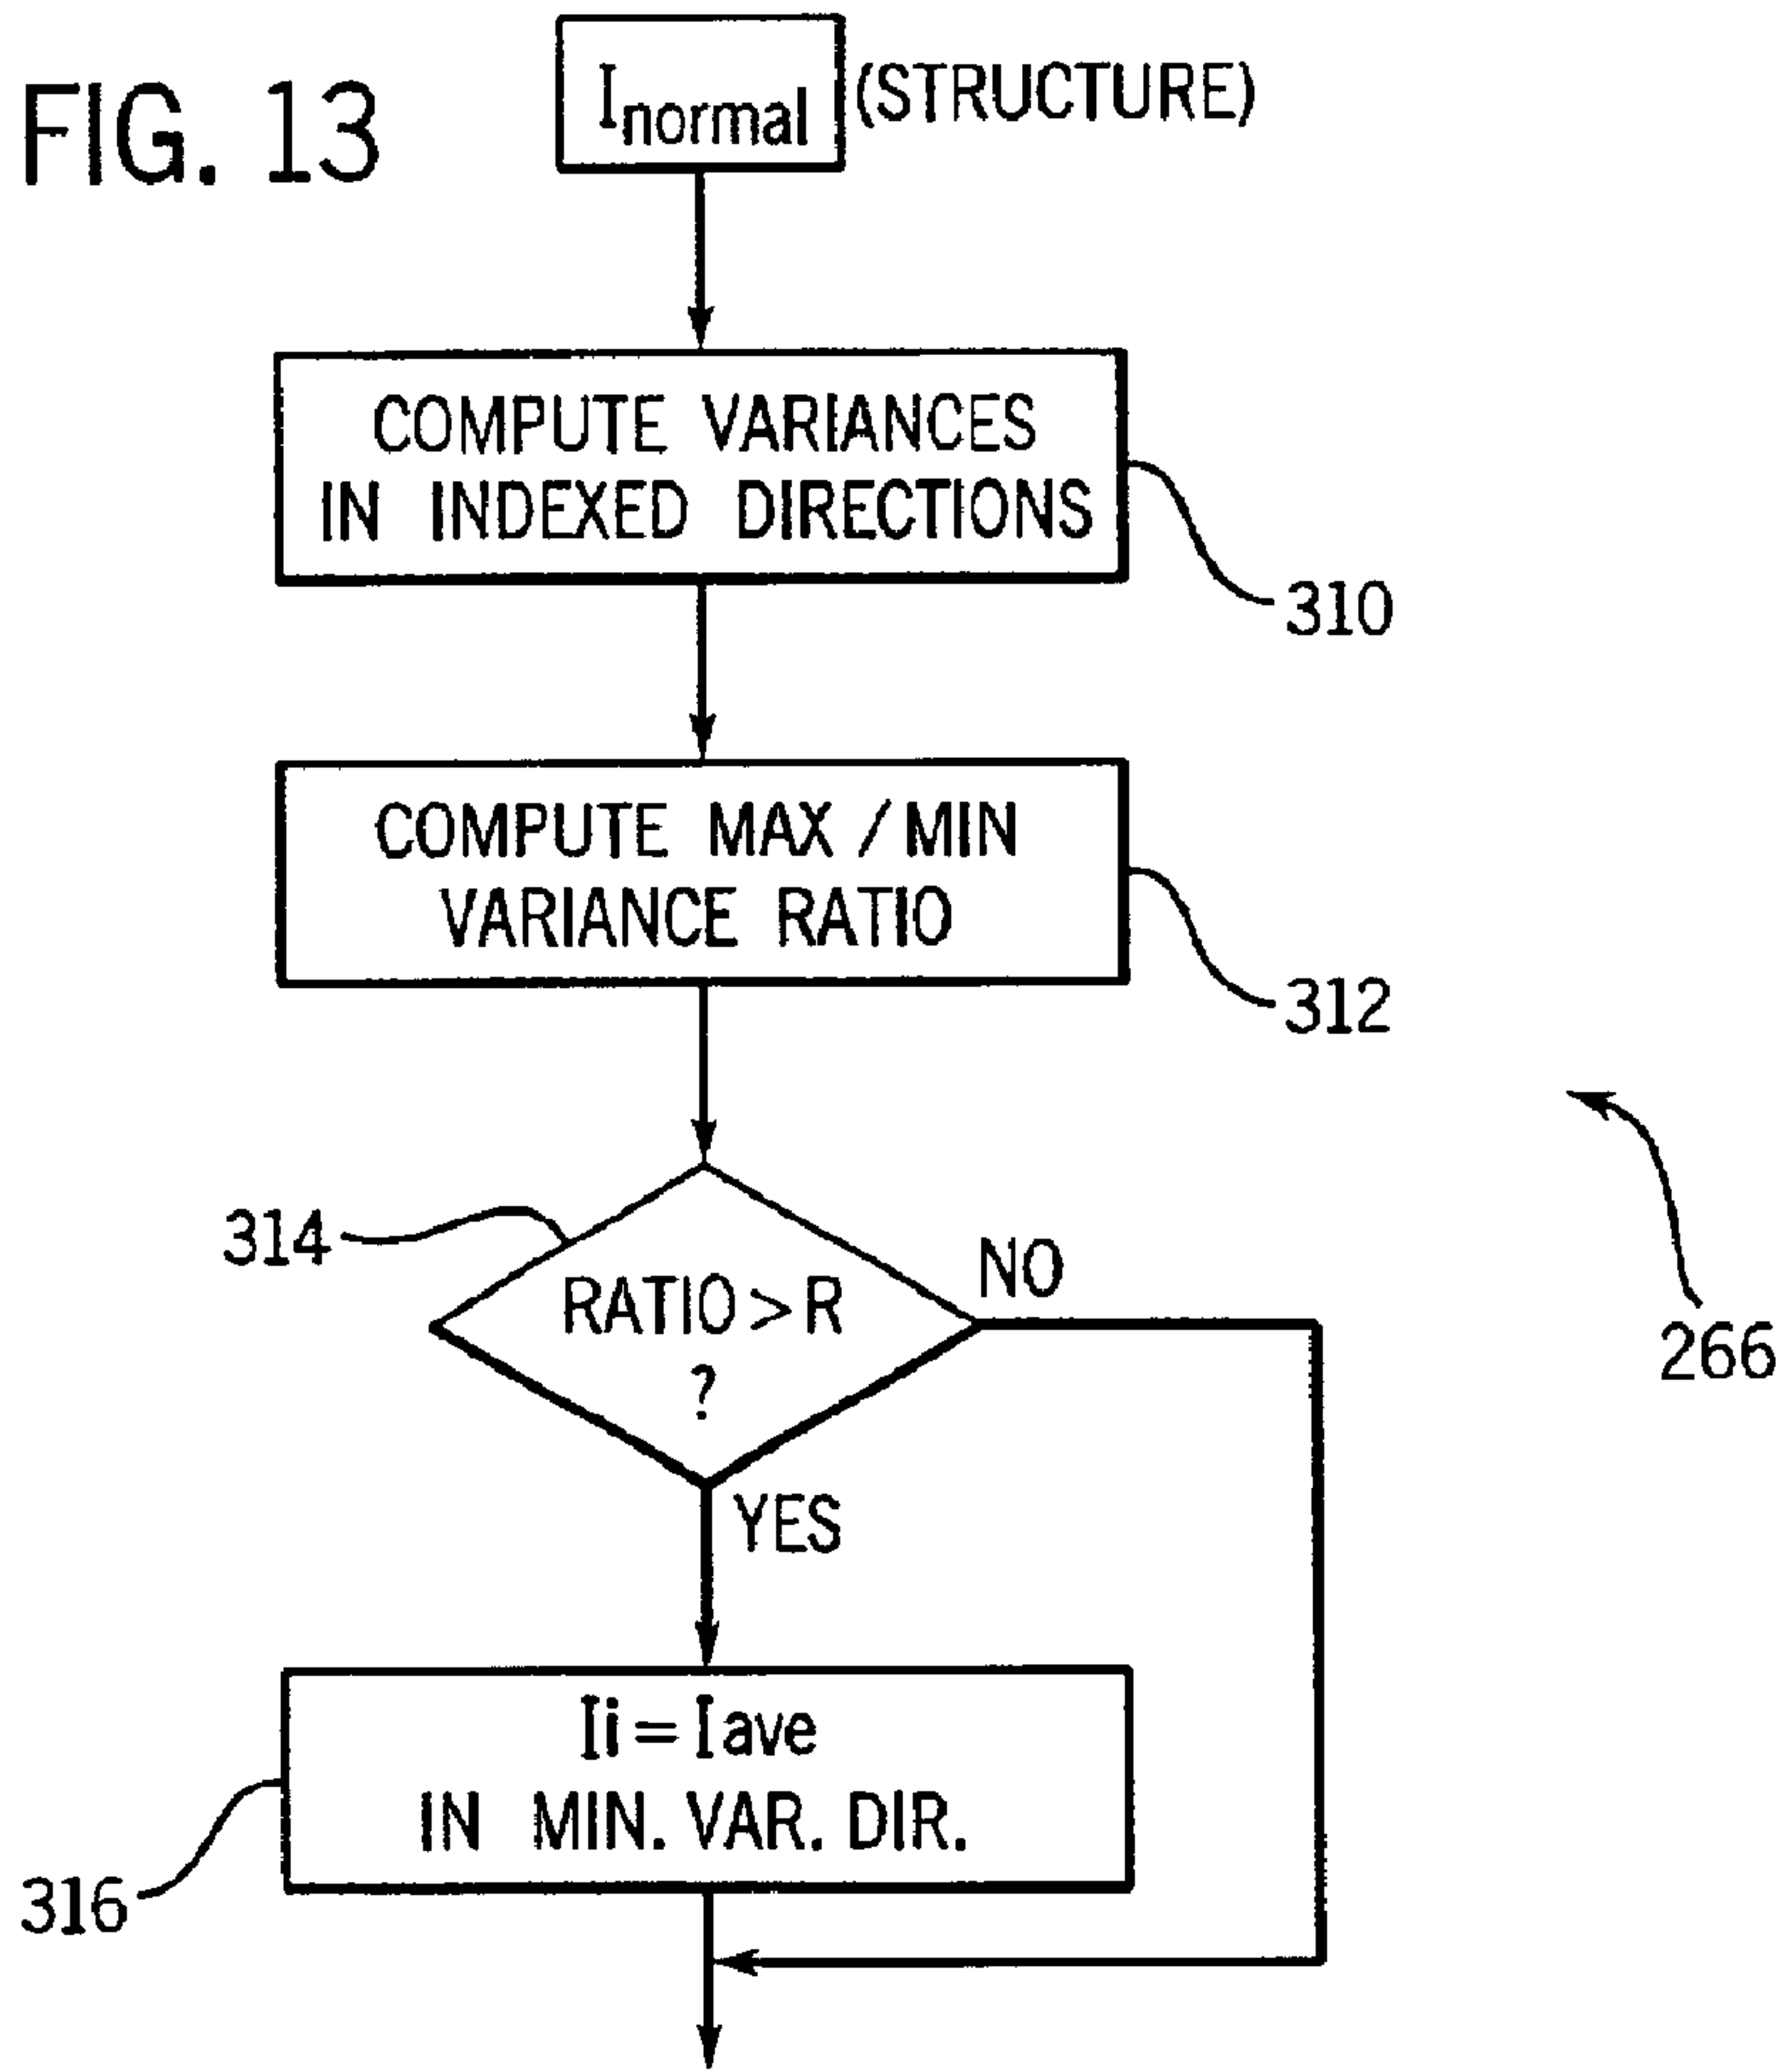 FIG. 13
Inormal (STRUCTURE)
COMPUTE VARIANCES
IN INDEXED DIRECTIONS
310
COMPUTE MAX/MIN
VARIANCE RATIO
312
314
RATIO>R
?
NO
266
YES
Ii=Iave
IN MIN. VAR. DIR.
316